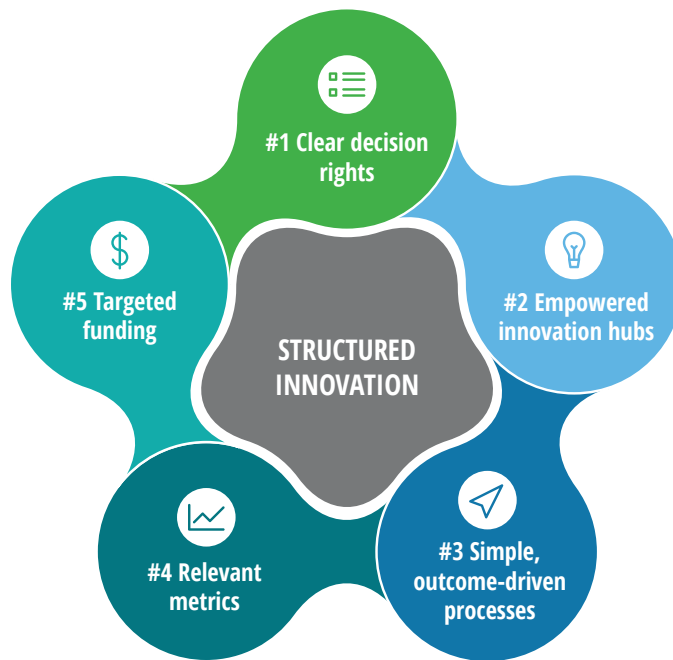 #1 Clear decision
rights
#2 Empowered
innovation hubs
#3 Simple,
outcome-driven
processes
#4 Relevant
metrics
#5 Targeted
funding
STRUCTURED
INNOVATION